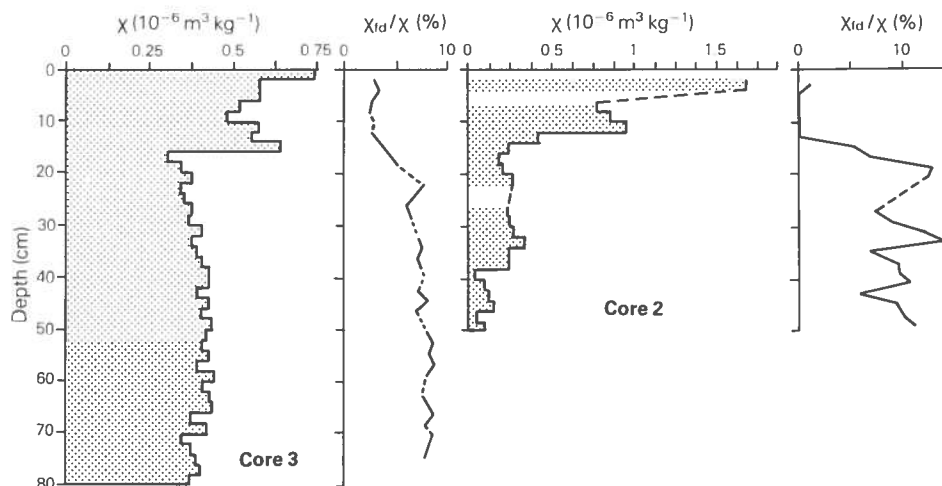 χ (10⁻⁶ m³ kg⁻¹)
0 0.25 0.5 0.75
χfd/χ (%)
0 10
χ (10⁻⁶ m³ kg⁻¹)
0 0 5 1 1 5
χfd/χ (%)
0 10
Depth (cm)
0
10
20
30
40
50
60
70
80
Core 3
Core 2